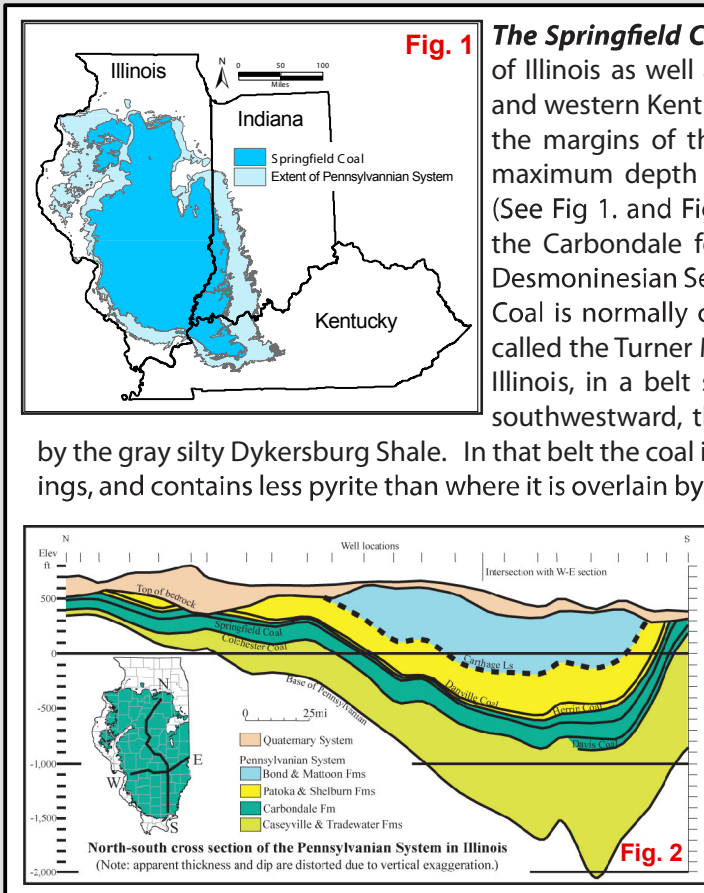 Fig. 1
N
0 50 100
Miles
Illinois
Indiana
Springfield Coal
Extent of Pennsylvannian System
Kentucky
The Springfield C
of Illinois as well
and western Kent
the margins of th
maximum depth
(See Fig 1. and Fi
the Carbondale f
Desmoninesian Se
Coal is normally
called the Turner M
Illinois, in a belt s
southwestward, th
by the gray silty Dykersburg Shale. In that belt the coal i
ings, and contains less pyrite than where it is overlain by
N
Well locations
S
Elev
ft
Intersection with W-E section
Top of bedrock
500
Springfield Coal
Colchester Coal
0
Carthage Ls
Base of Pennsylvanian
Danville Coal
Herrin Coal
Davis Coal
-500
-1,000
-1,500
-2,000
N
E
W
S
0 25mi
Quaternary System
Pennsylvanian System
Bond & Mattoon Fms
Patoka & Shelburn Fms
Carbondale Fm
Caseyville & Tradewater Fms
North-south cross section of the Pennsylvanian System in Illinois
(Note: apparent thickness and dip are distorted due to vertical exaggeration.)
Fig. 2